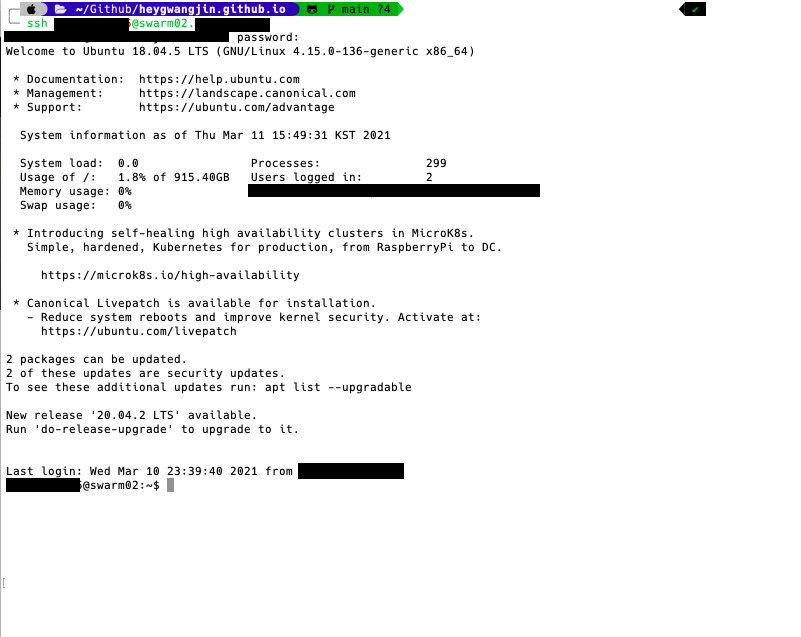 ~/Github/heygwangjin.github.io main ?4 ✔
ssh @swarm02.
password:
Welcome to Ubuntu 18.04.5 LTS (GNU/Linux 4.15.0-136-generic x86_64)
* Documentation: https://help.ubuntu.com
* Management: https://landscape.canonical.com
* Support: https://ubuntu.com/advantage
System information as of Thu Mar 11 15:49:31 KST 2021
System load: 0.0 Processes: 299
Usage of /: 1.8% of 915.40GB Users logged in: 2
Memory usage: 0%
Swap usage: 0%
* Introducing self-healing high availability clusters in MicroK8s.
Simple, hardened, Kubernetes for production, from RaspberryPi to DC.
https://microk8s.io/high-availability
* Canonical Livepatch is available for installation.
- Reduce system reboots and improve kernel security. Activate at:
https://ubuntu.com/livepatch
2 packages can be updated.
2 of these updates are security updates.
To see these additional updates run: apt list --upgradable
New release '20.04.2 LTS' available.
Run 'do-release-upgrade' to upgrade to it.
Last login: Wed Mar 10 23:39:40 2021 from
@swarm02:~$
[